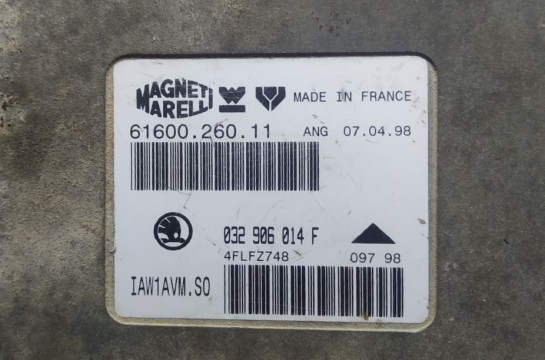 MAGNETI MARELLI MADE IN FRANCE
61600.260.11 ANG 07.04.98
032 906 014 F
4FLFZ748 097 98
IAW1AVM.SO